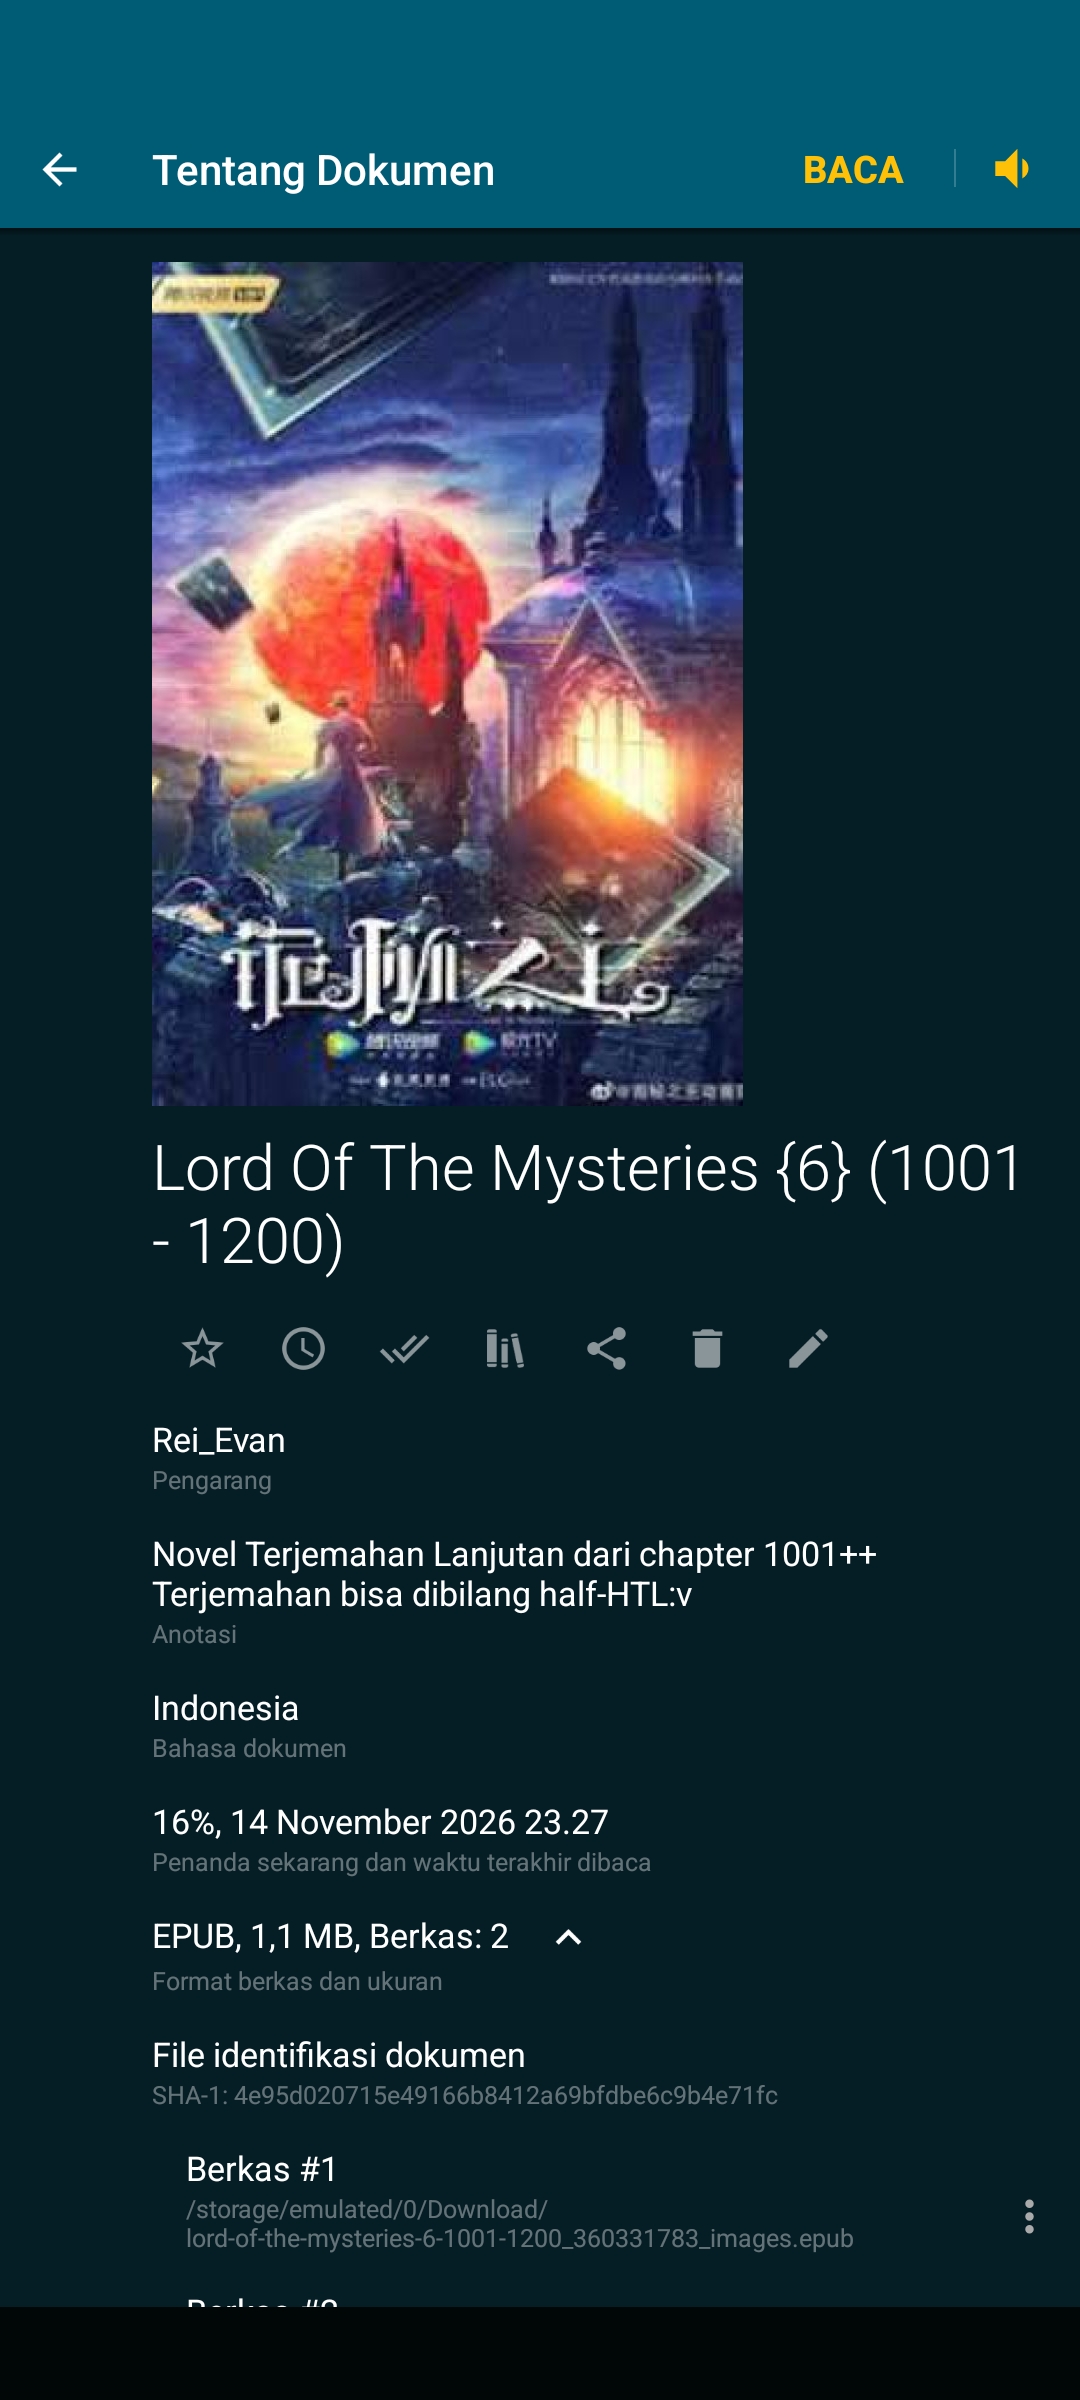 Tentang Dokumen
BACA
Lord Of The Mysteries {6} (1001
- 1200)
Rei_Evan
Pengarang
Novel Terjemahan Lanjutan dari chapter 1001++
Terjemahan bisa dibilang half-HTL:v
Anotasi
Indonesia
Bahasa dokumen
16%, 14 November 2026 23.27
Penanda sekarang dan waktu terakhir dibaca
EPUB, 1,1 MB, Berkas: 2
Format berkas dan ukuran
File identifikasi dokumen
SHA-1: 4e95d020715e49166b8412a69bfdbe6c9b4e71fc
Berkas #1
/storage/emulated/0/Download/
lord-of-the-mysteries-6-1001-1200_360331783_images.epub